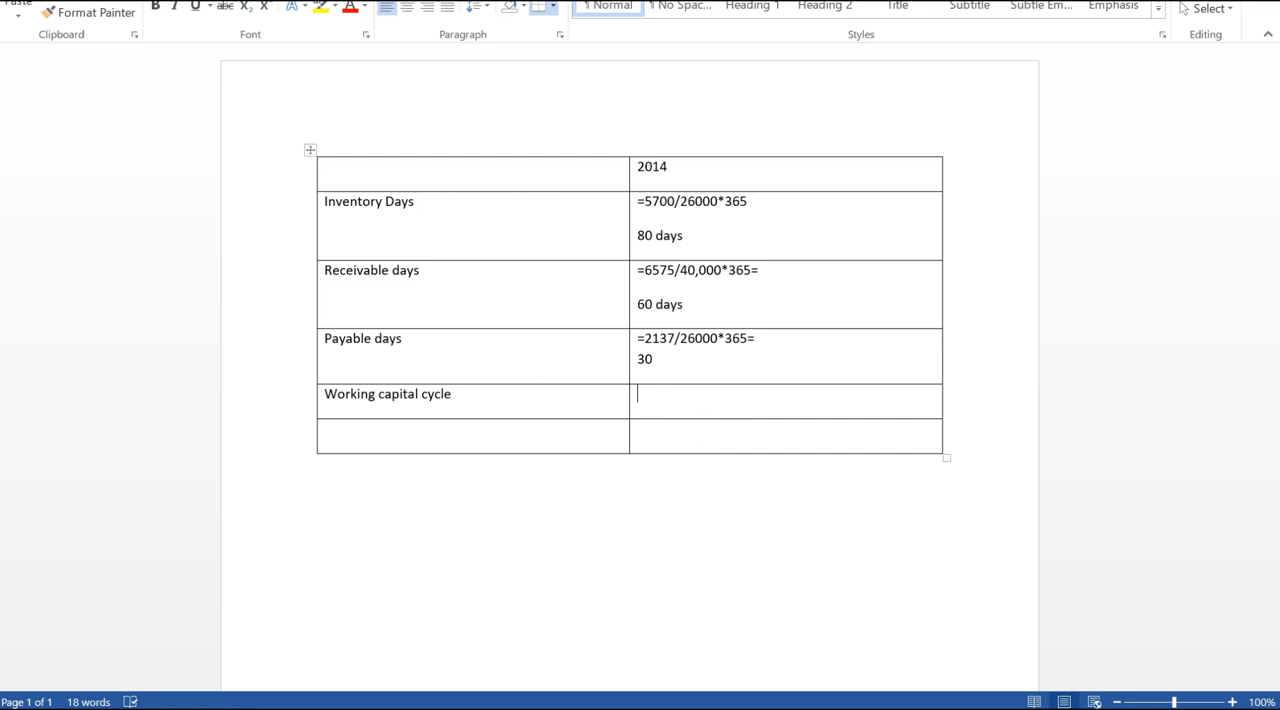 Format Painter
B I U abc X₂
Normal
¶ No Spac...
Heading 1
Heading 2
Title
Subtitle
Subtle Em...
Emphasis
Select
Clipboard
Font
Paragraph
Styles
Editing
2014
Inventory Days
=5700/26000*365
80 days
Receivable days
=6575/40,000*365=
60 days
Payable days
=2137/26000*365=
30
Working capital cycle
Page 1 of 1
18 words
100%